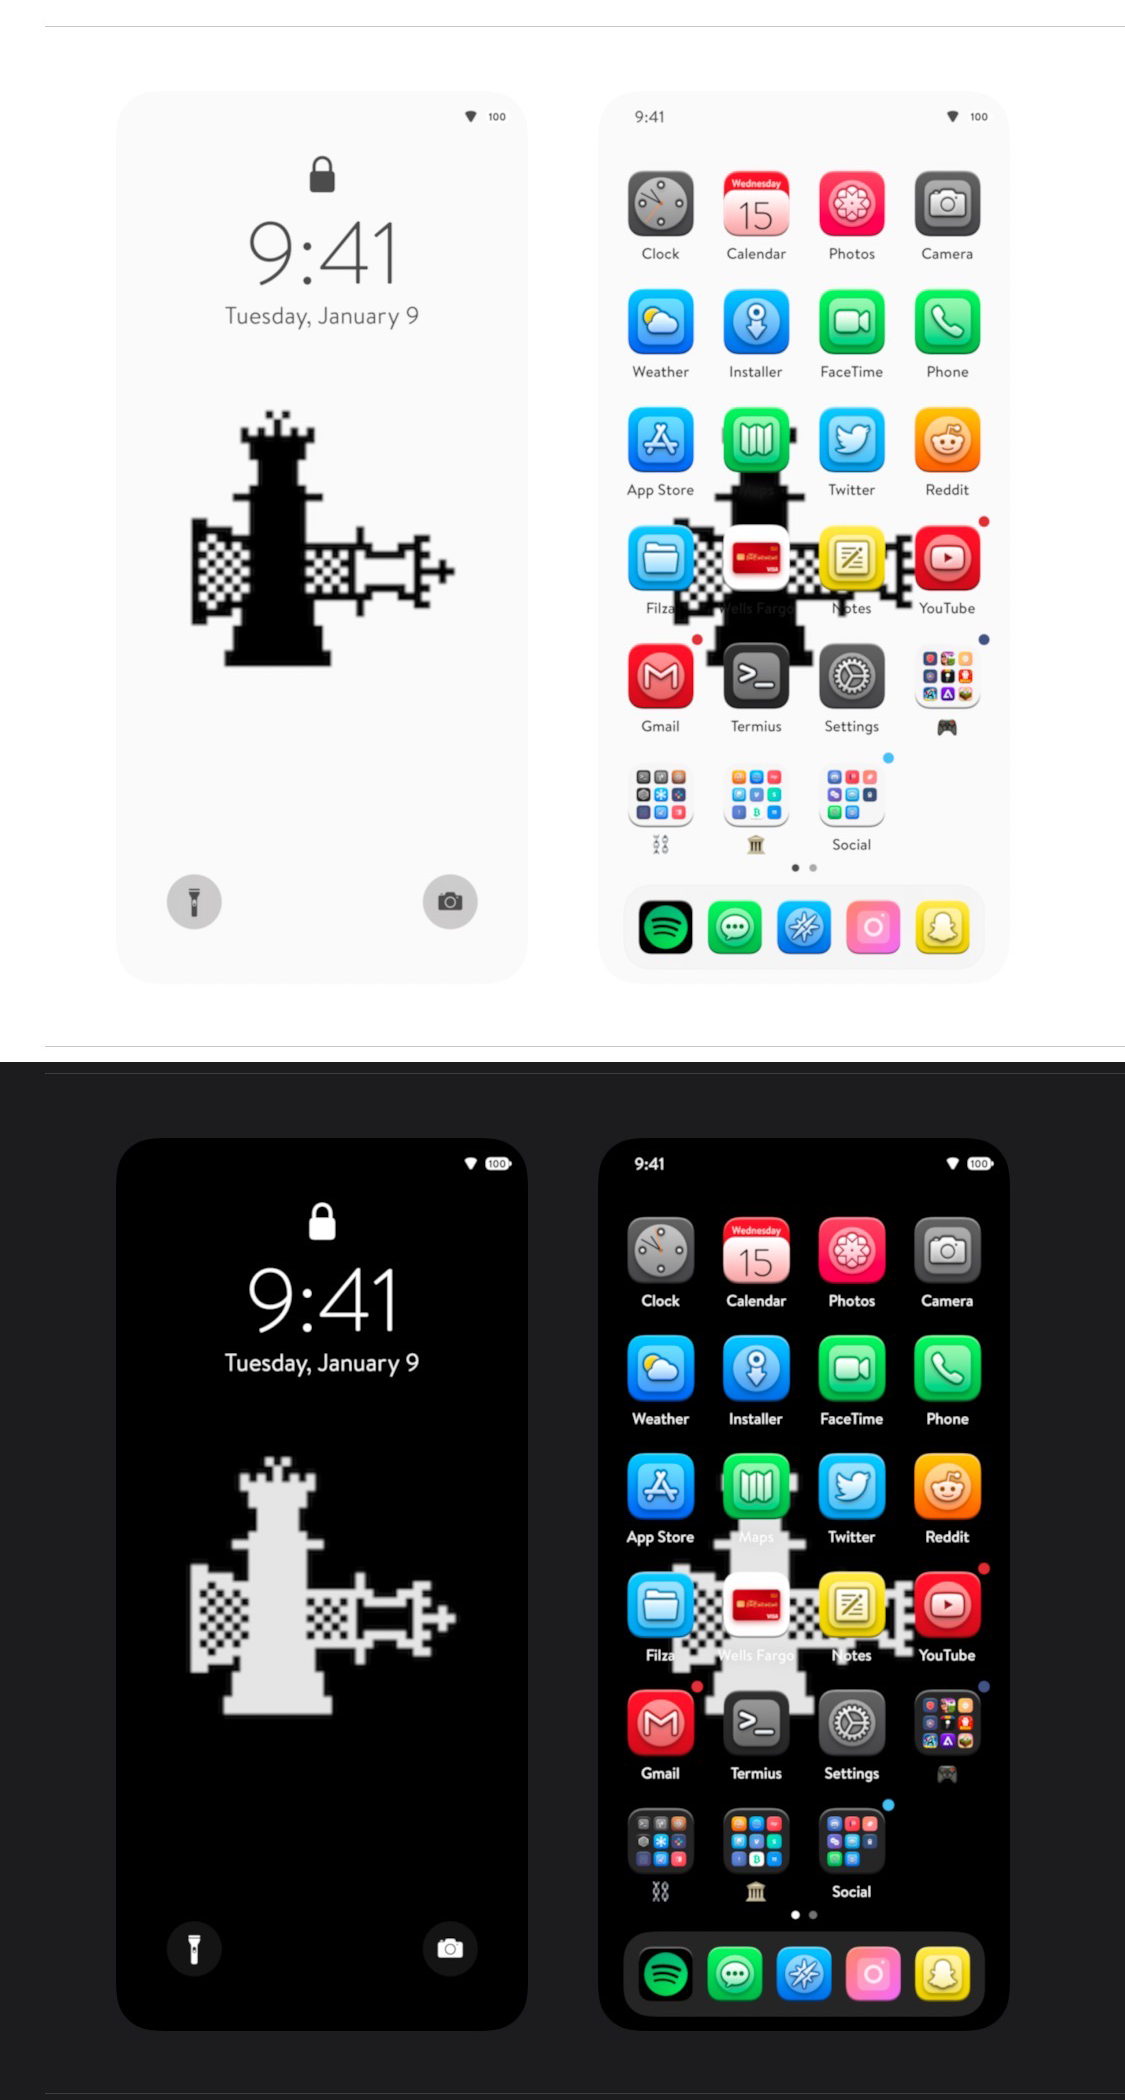 100
9:41
Tuesday, January 9
9:41
100
Wednesday
15
Clock
Calendar
Photos
Camera
Weather
Installer
FaceTime
Phone
App Store
Maps
Twitter
Reddit
Filza
Wells Fargo
Notes
YouTube
VISA
Gmail
Termius
Settings
Social
100
9:41
Tuesday, January 9
9:41
100
Wednesday
15
Clock
Calendar
Photos
Camera
Weather
Installer
FaceTime
Phone
App Store
Maps
Twitter
Reddit
VISA
Filza
Wells Fargo
Notes
YouTube
Gmail
Termius
Settings
Social